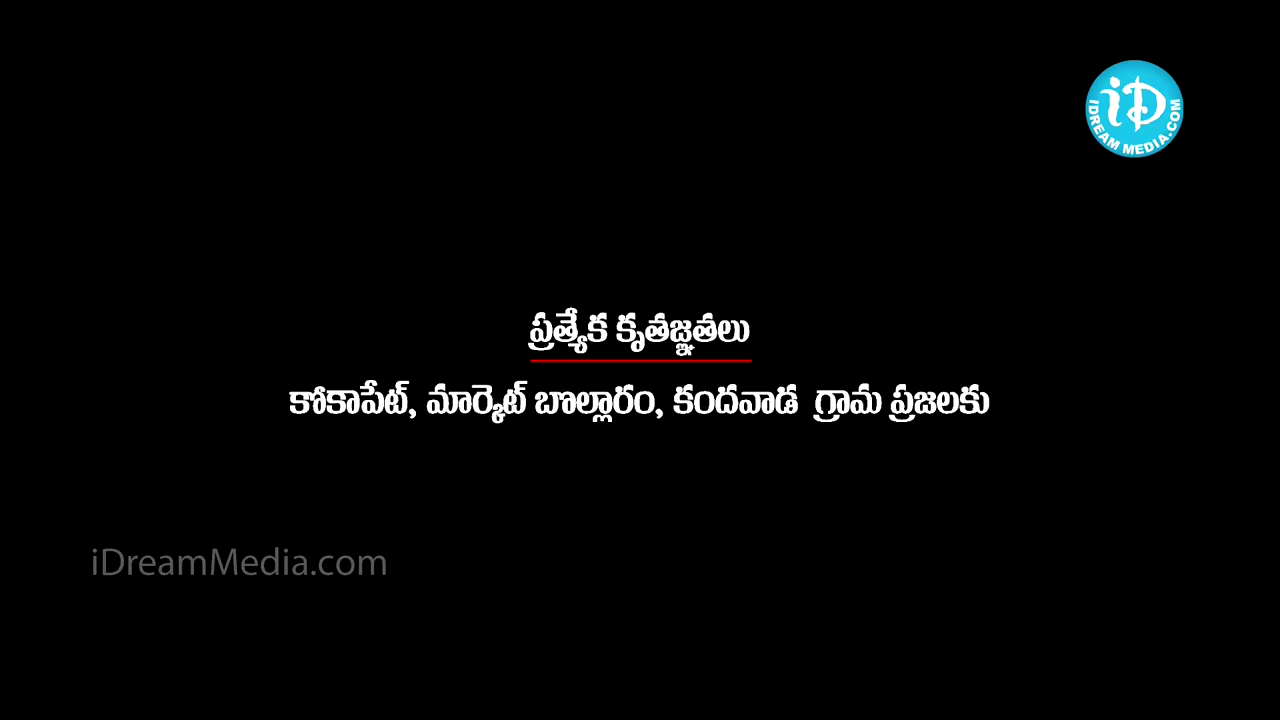 iD
IDREAM MEDIA.COM
ప్రత్యేక కృతజ్ఞతలు
కోకాపేట్, మార్కెట్ బొల్లారం, కందవాడ గ్రామ ప్రజలకు
iDreamMedia.com